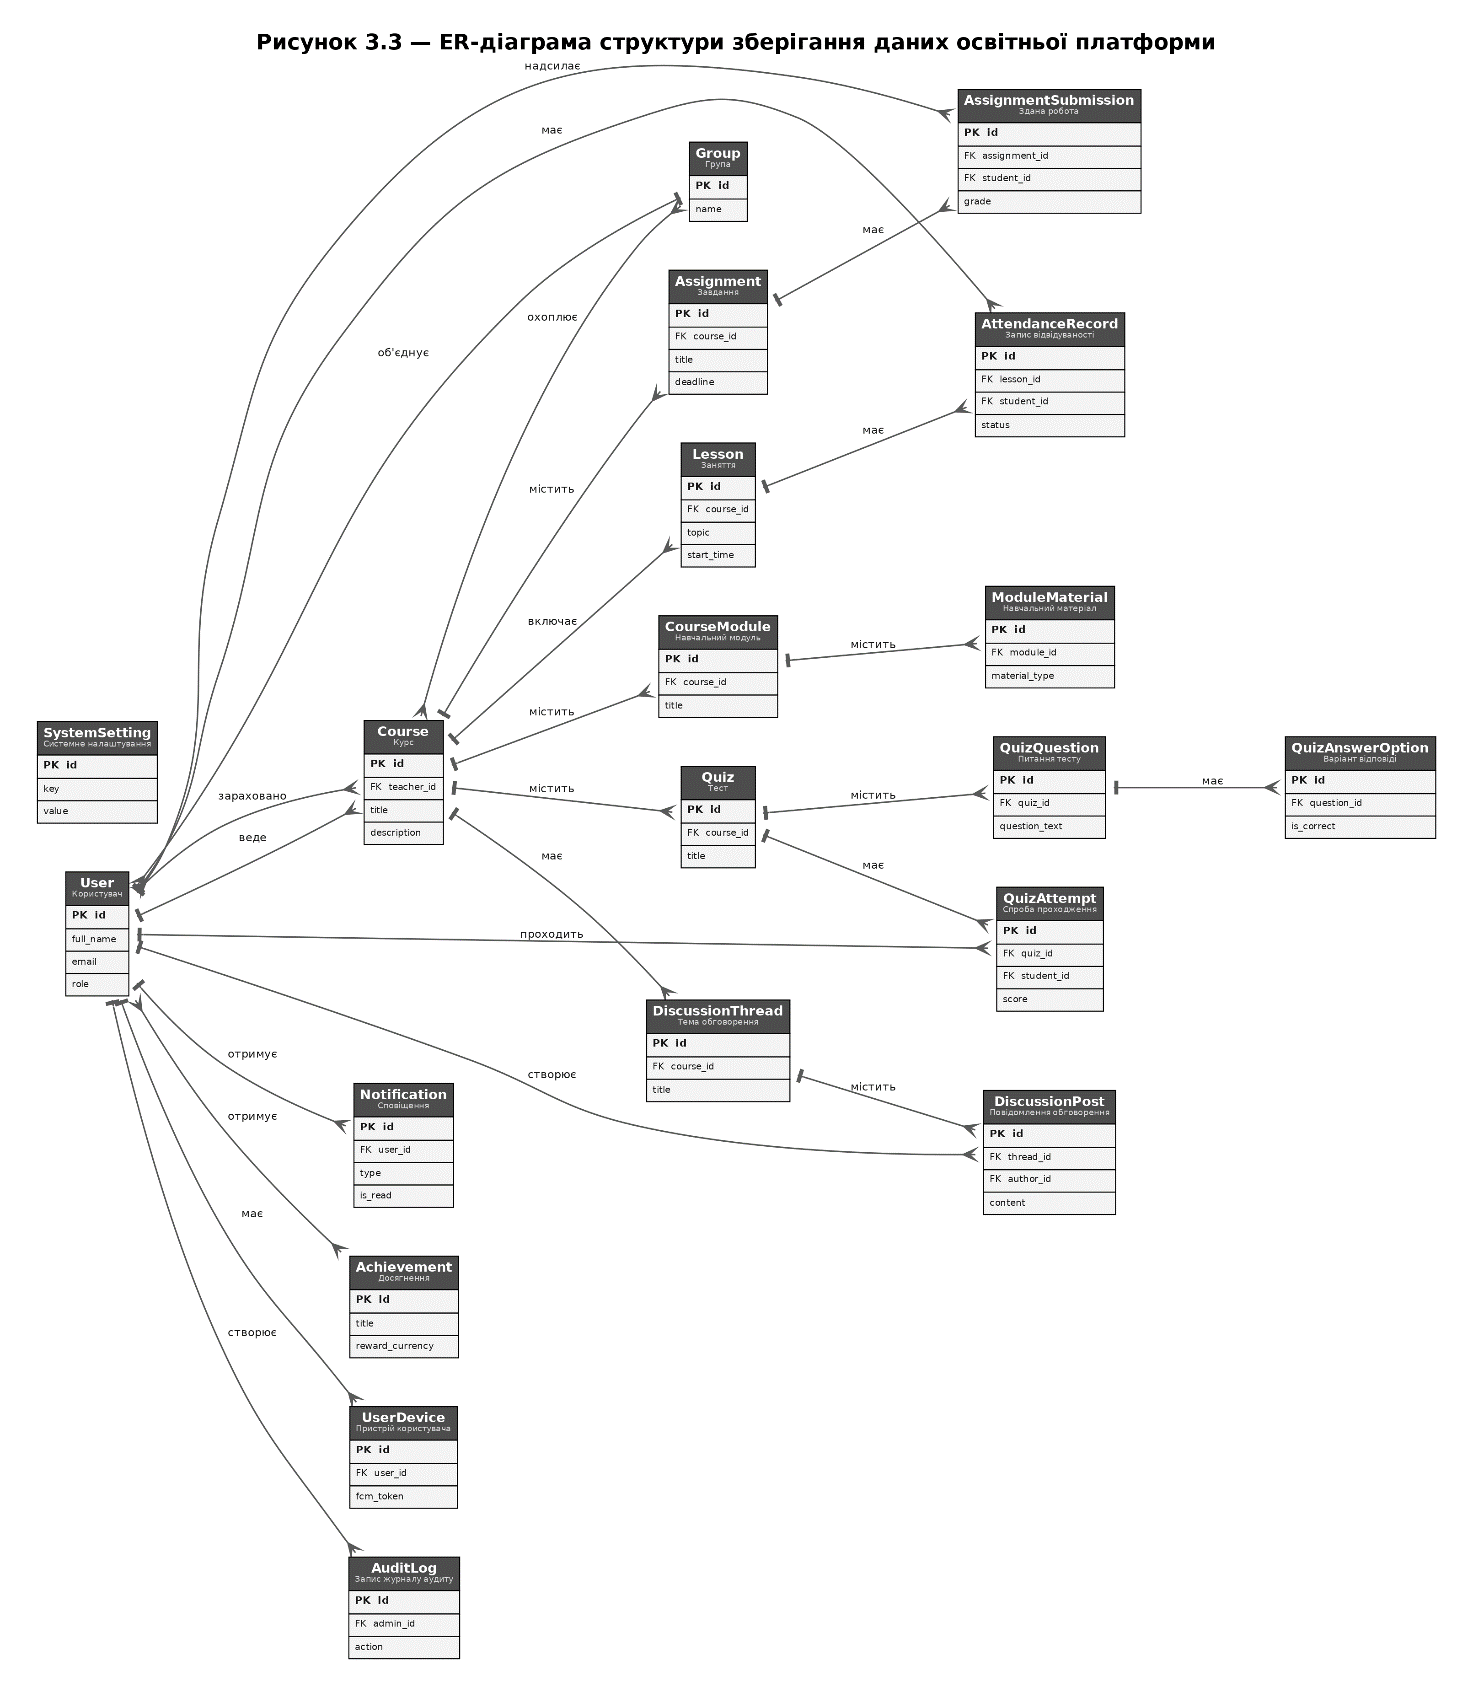 Рисунок 3.3 — ER-діаграма структури зберігання даних освітньої платформи
надсилає
має
об'єднує
охоплює
має
містить
має
включає
містить
містить
містить
містить
має
має
має
зараховано
веде
проходить
створює
містить
отримує
отримує
має
створює
AssignmentSubmission
Здана робота
PK id
FK assignment_id
FK student_id
grade
Group
Група
PK id
name
Assignment
Завдання
PK id
FK course_id
title
deadline
AttendanceRecord
Запис відвідуваності
PK id
FK lesson_id
FK student_id
status
Lesson
Заняття
PK id
FK course_id
topic
start_time
ModuleMaterial
Навчальний матеріал
PK id
FK module_id
material_type
CourseModule
Навчальний модуль
PK id
FK course_id
title
SystemSetting
Системне налаштування
PK id
key
value
Course
Курс
PK id
FK teacher_id
title
description
Quiz
Тест
PK id
FK course_id
title
QuizQuestion
Питання тесту
PK id
FK quiz_id
question_text
QuizAnswerOption
Варіант відповіді
PK id
FK question_id
is_correct
User
Користувач
PK id
full_name
email
role
QuizAttempt
Спроба проходження
PK id
FK quiz_id
FK student_id
score
DiscussionThread
Тема обговорення
PK id
FK course_id
title
DiscussionPost
Повідомлення обговорення
PK id
FK thread_id
FK author_id
content
Notification
Сповіщення
PK id
FK user_id
type
is_read
Achievement
Досягнення
PK id
title
reward_currency
UserDevice
Пристрій користувача
PK id
FK user_id
fcm_token
AuditLog
Запис журналу аудиту
PK id
FK admin_id
action